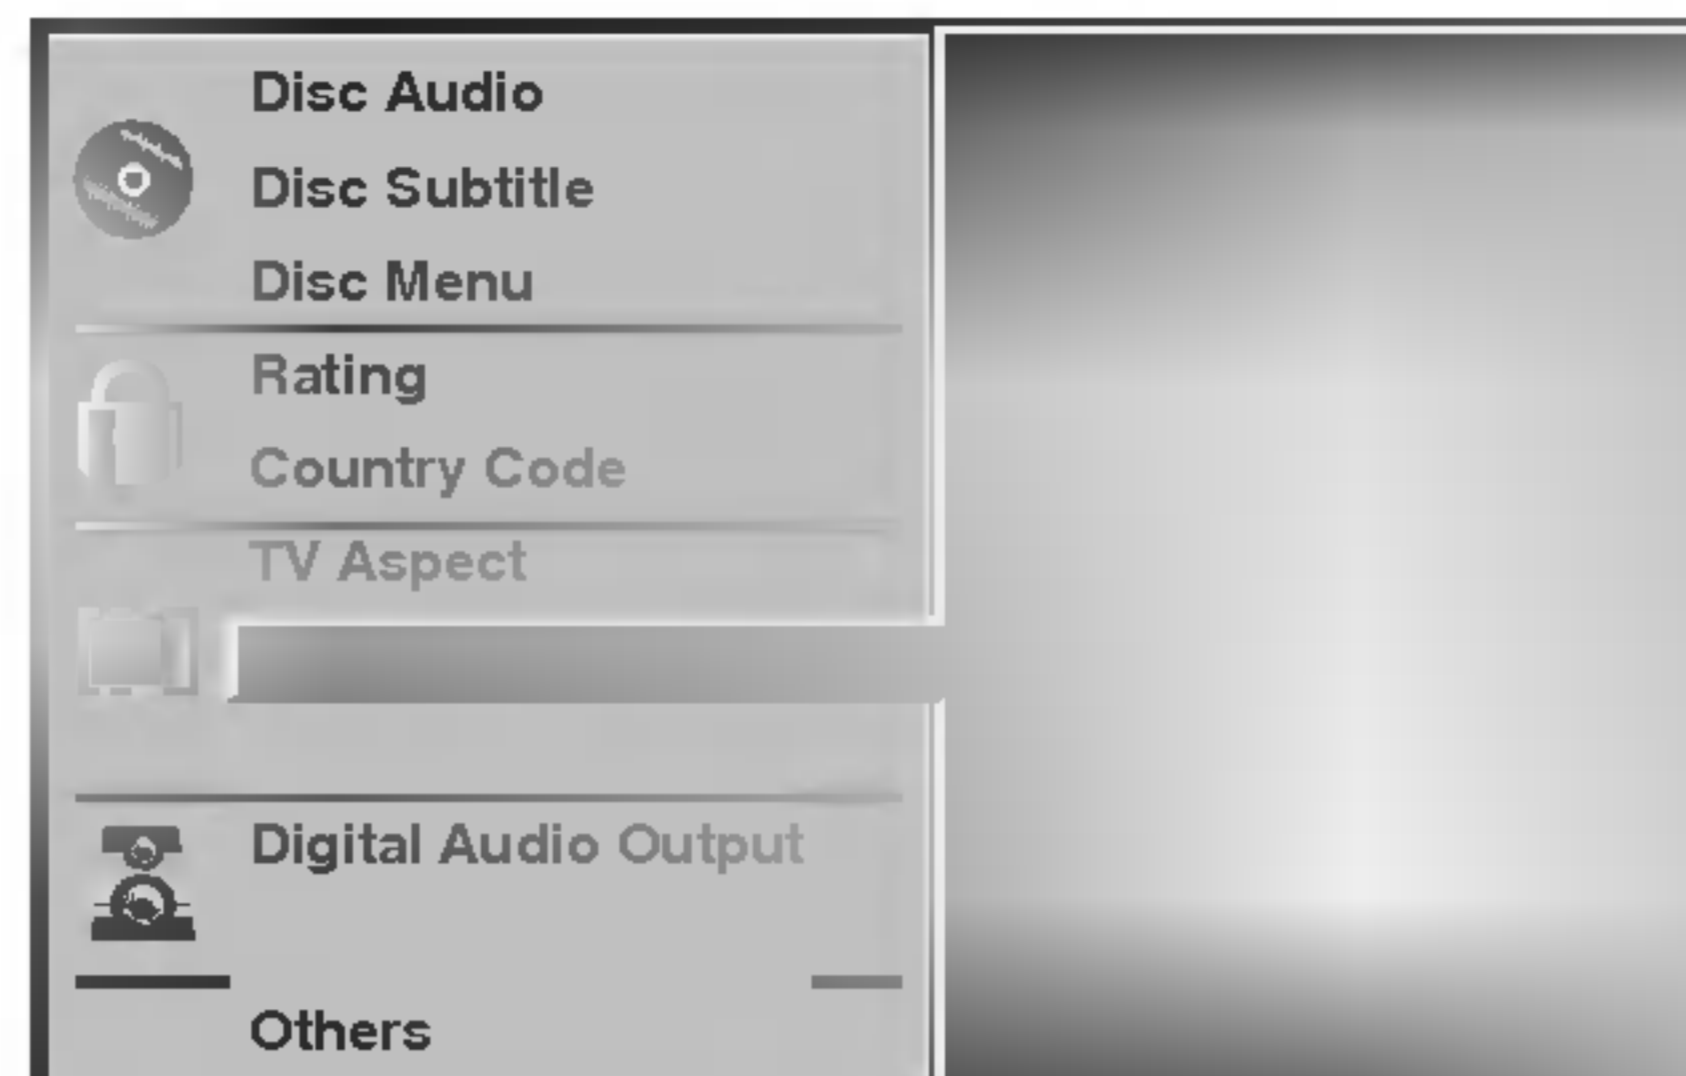 Disc Audio
Disc Subtitle
Disc Menu
Rating
Country Code
TV Aspect
Digital Audio Output
Others